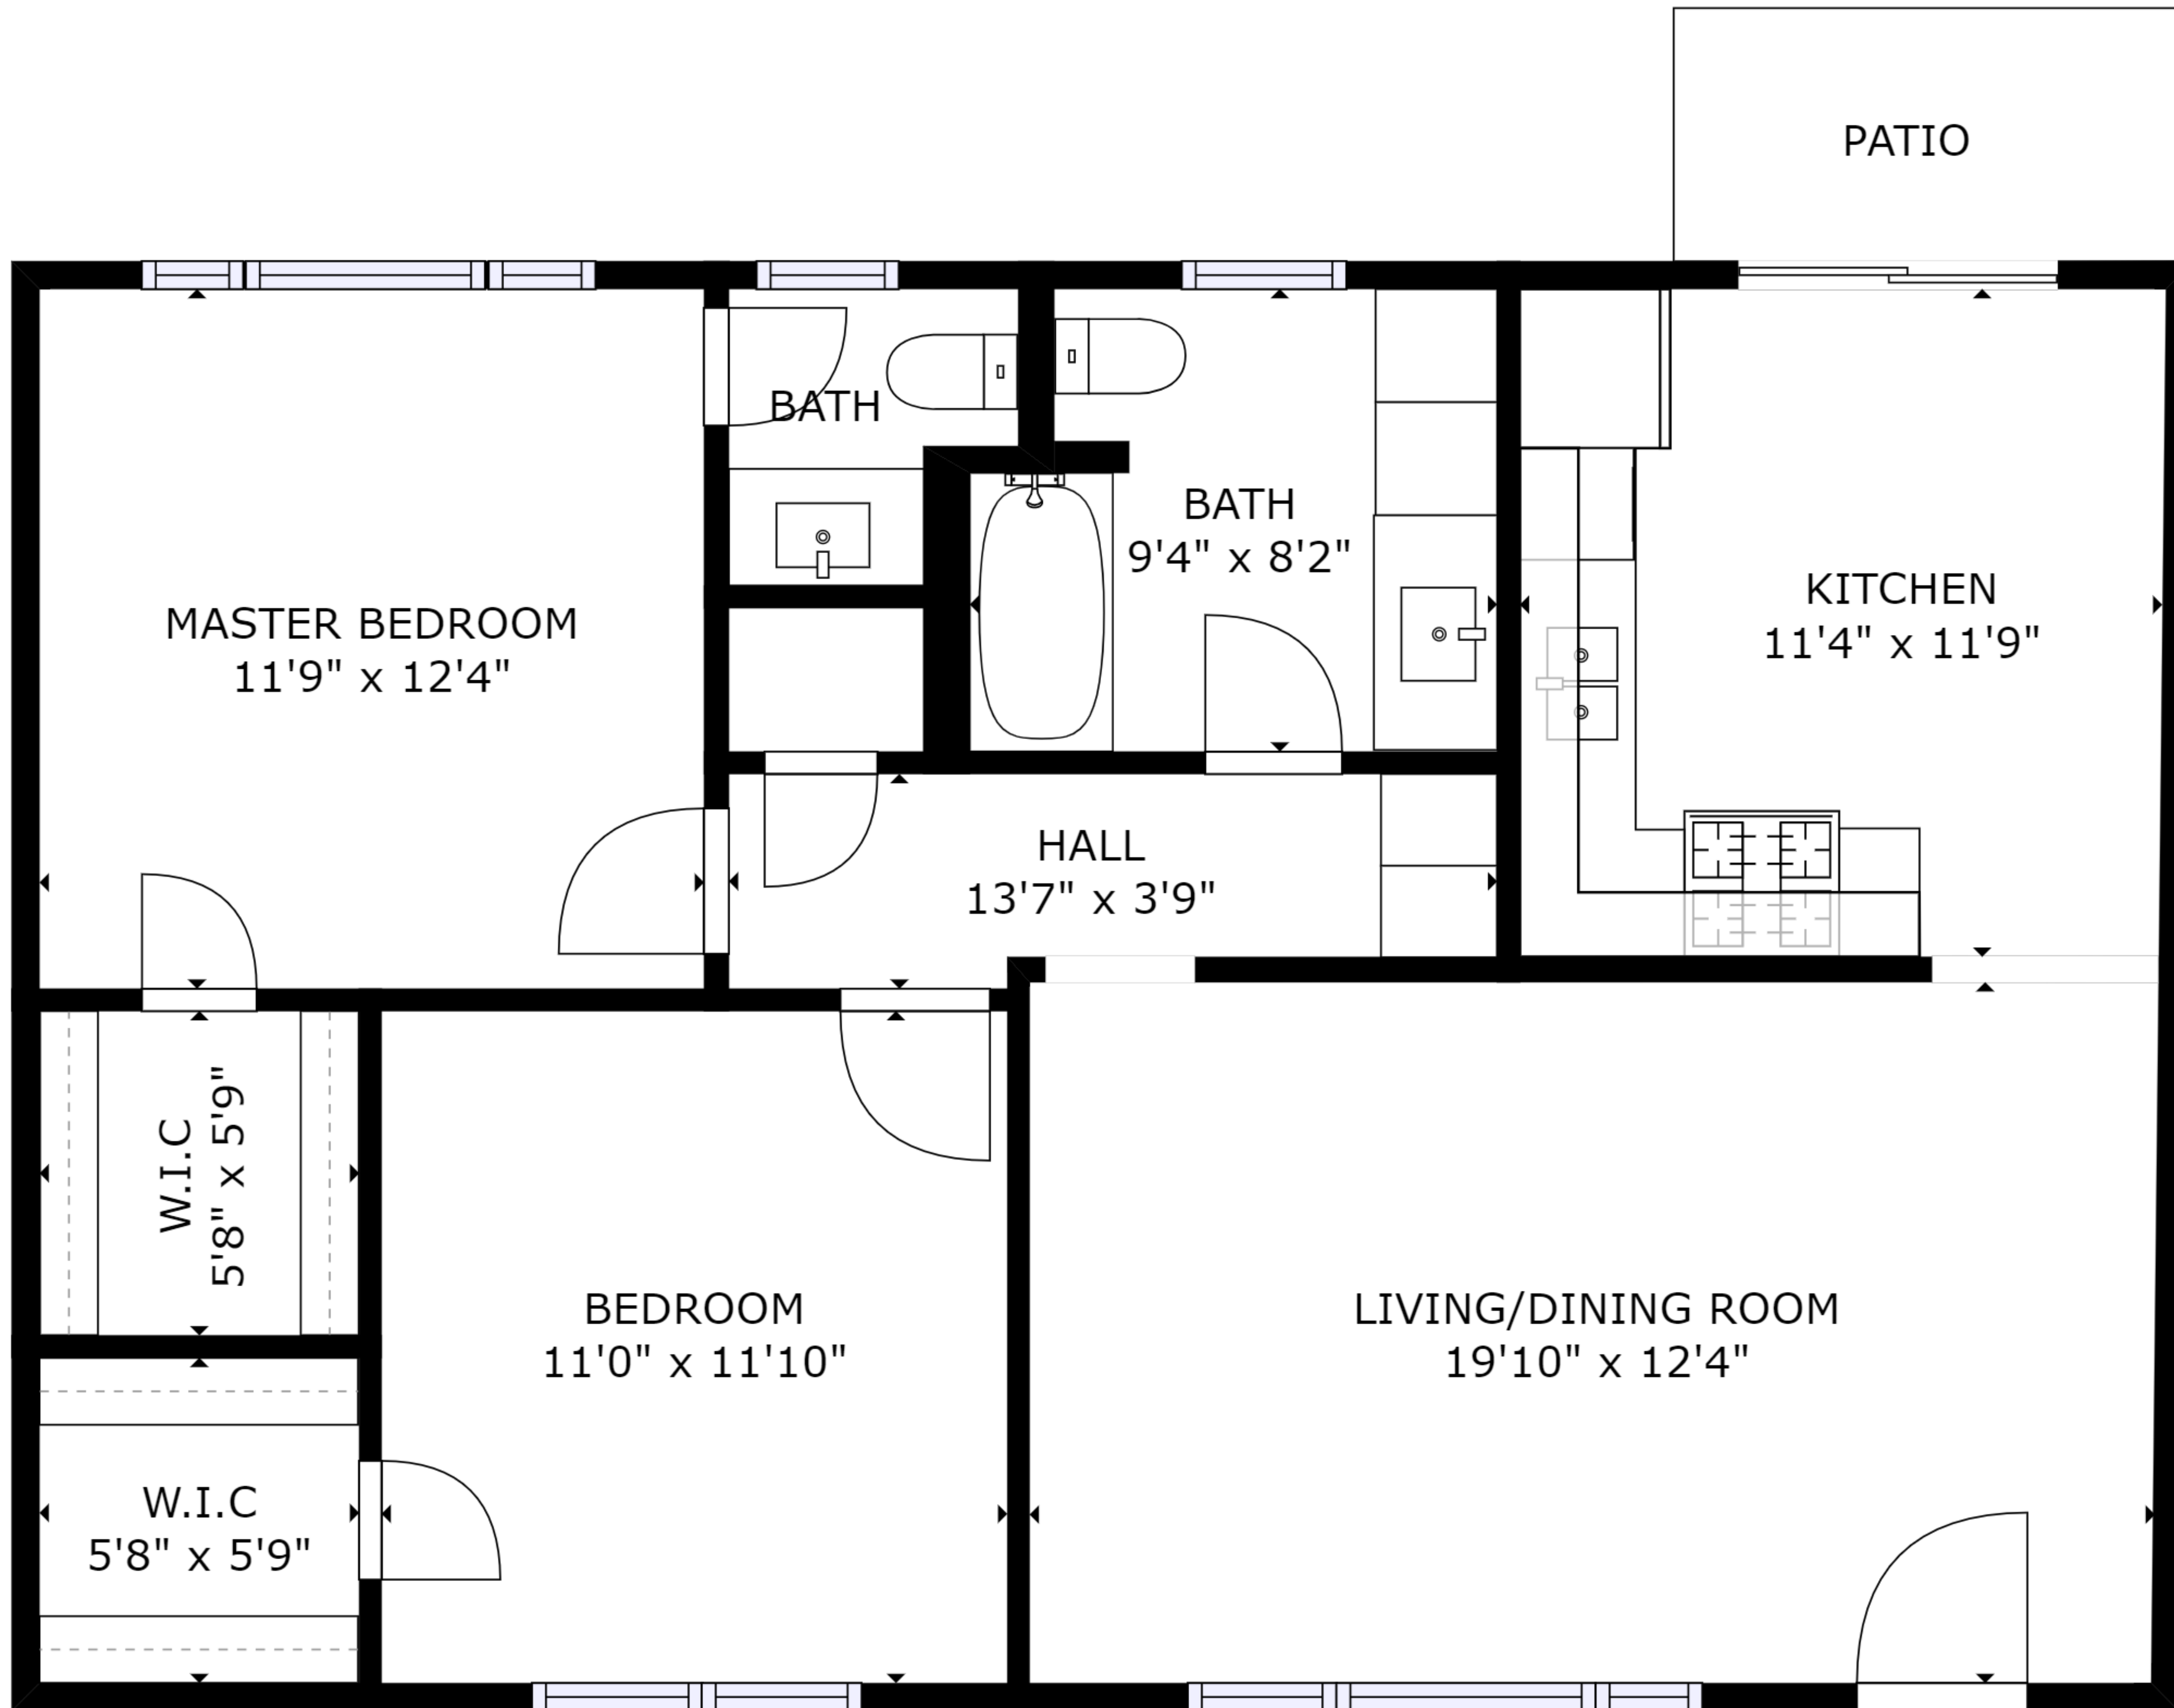 PATIO
BATH
BATH
9'4" x 8'2"
KITCHEN
11'4" x 11'9"
MASTER BEDROOM
11'9" x 12'4"
HALL
13'7" x 3'9"
W.I.C
5'8" x 5'9"
BEDROOM
11'0" x 11'10"
LIVING/DINING ROOM
19'10" x 12'4"
W.I.C
5'8" x 5'9"